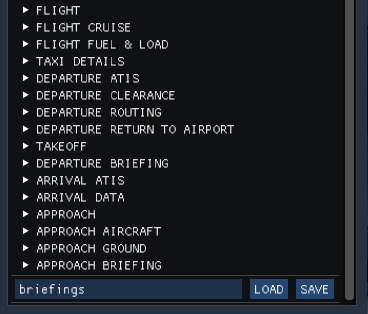 FLIGHT
FLIGHT CRUISE
FLIGHT FUEL & LOAD
TAXI DETAILS
DEPARTURE ATIS
DEPARTURE CLEARANCE
DEPARTURE ROUTING
DEPARTURE RETURN TO AIRPORT
TAKEOFF
DEPARTURE BRIEFING
ARRIVAL ATIS
ARRIVAL DATA
APPROACH
APPROACH AIRCRAFT
APPROACH GROUND
APPROACH BRIEFING
briefings LOAD SAVE